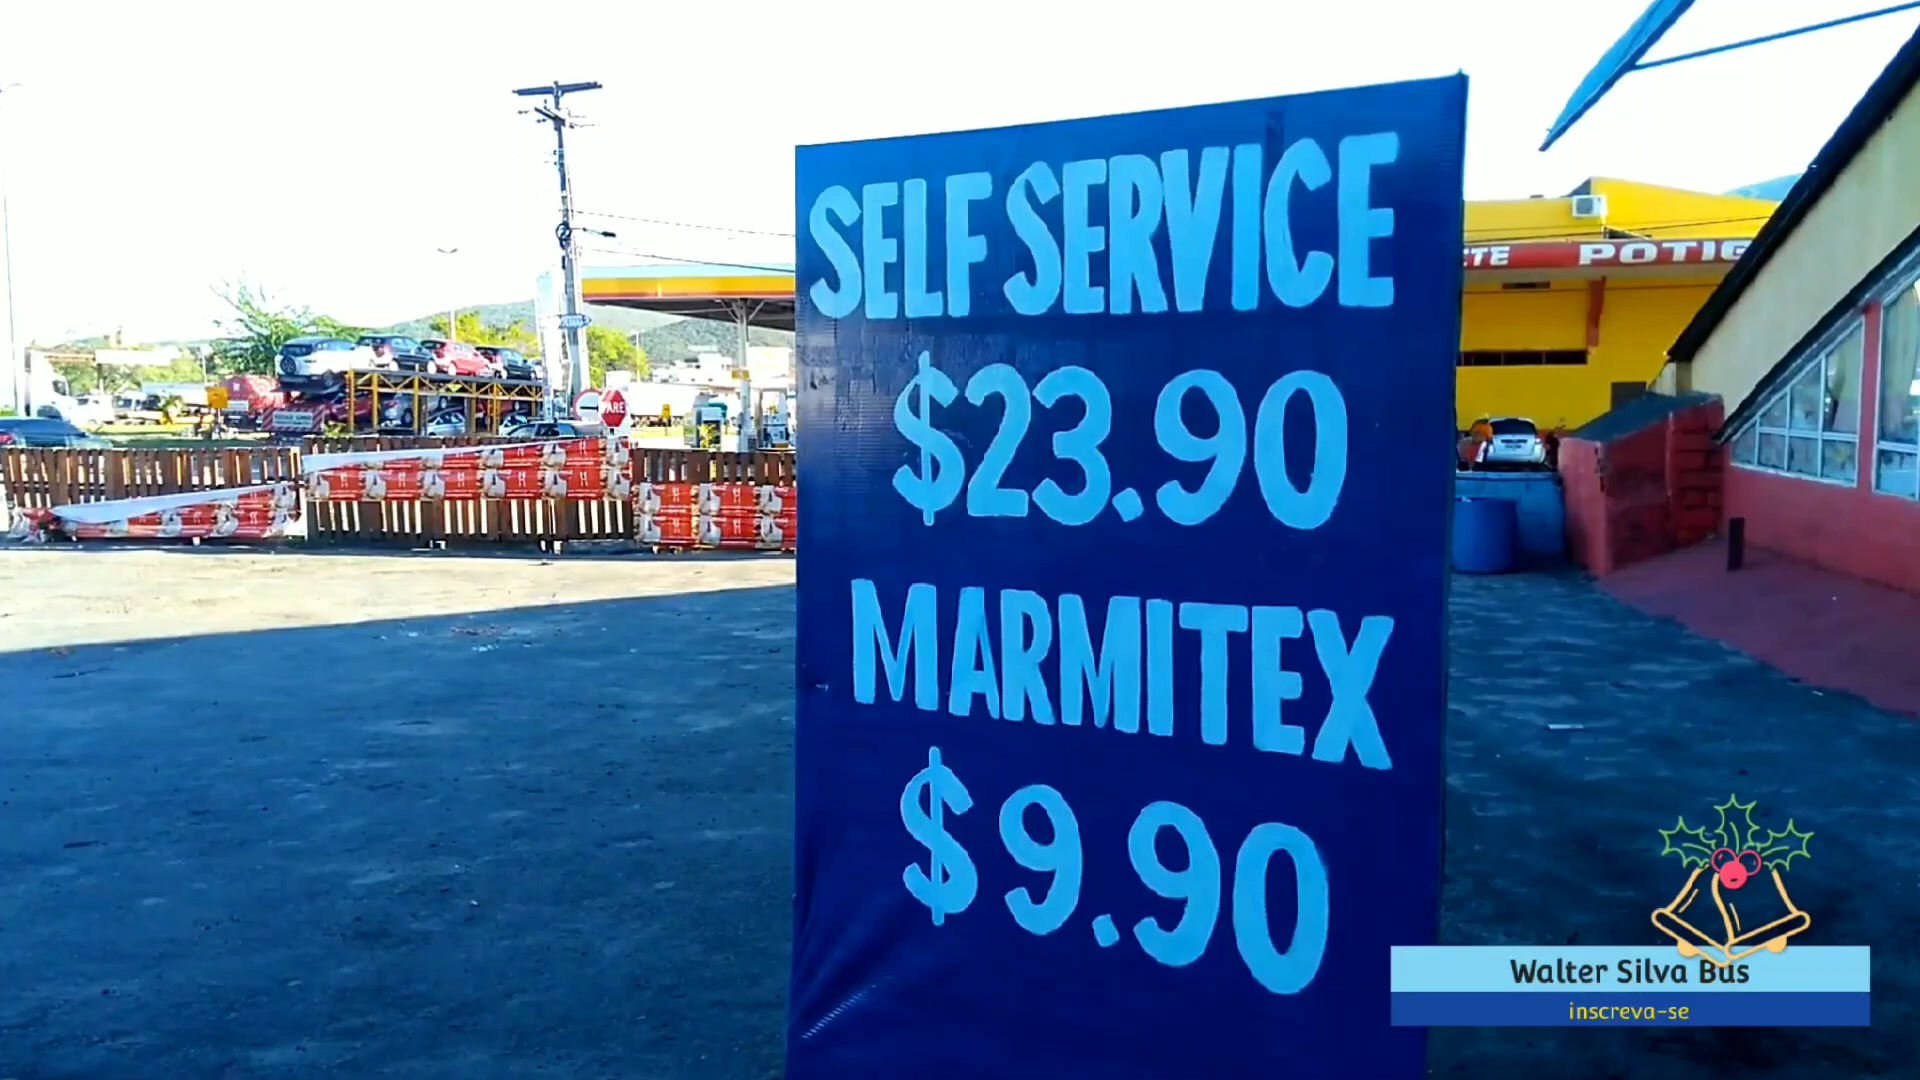 SELF SERVICE
$23.90
MARMITEX
$9.90
POTIG
PARE
Walter Silva Bus
inscreva-se